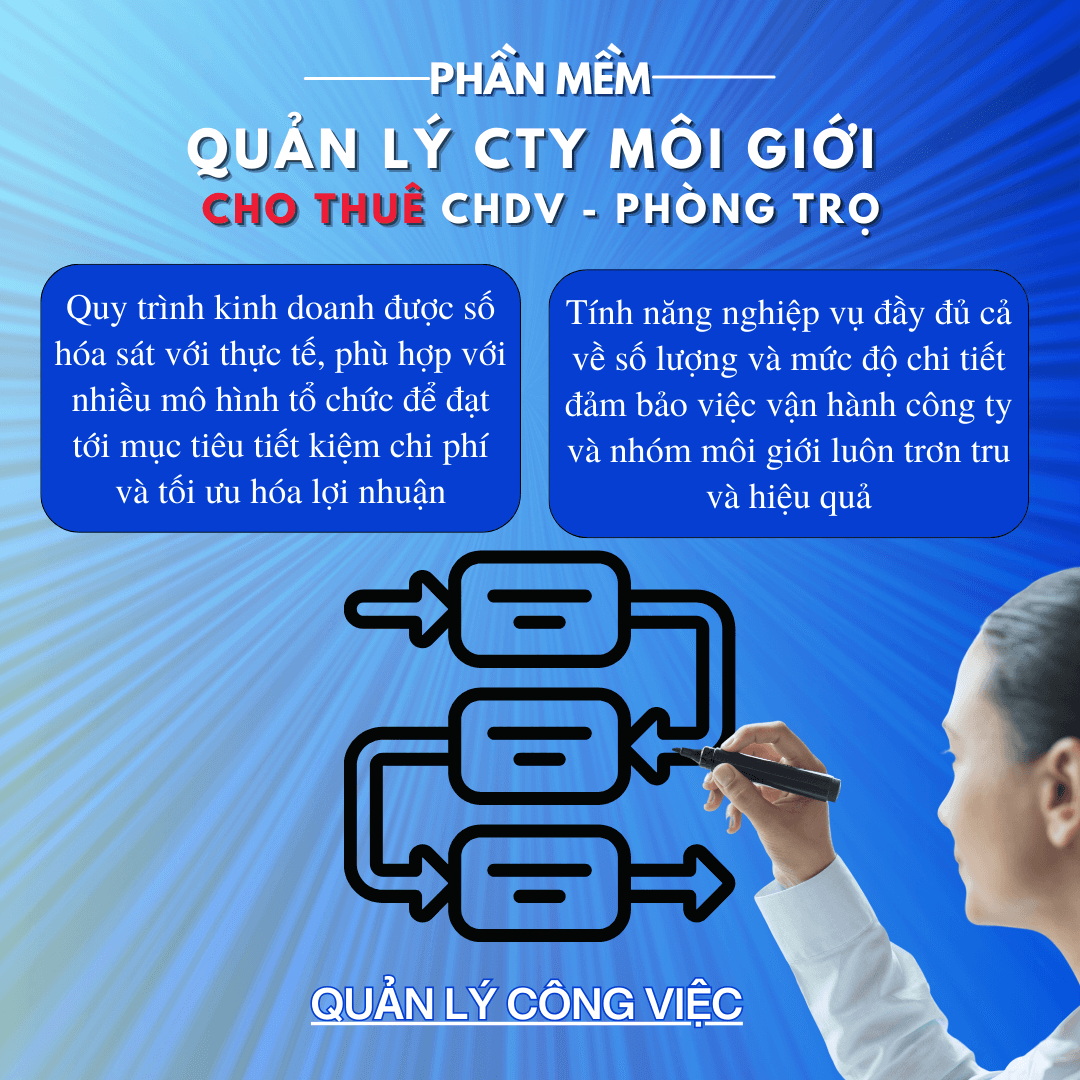 PHẦN MỀM
QUẢN LÝ CTY MÔI GIỚI
CHO THUÊ CHDV - PHÒNG TRỌ
Quy trình kinh doanh được số
hóa sát với thực tế, phù hợp với
nhiều mô hình tổ chức để đạt
tới mục tiêu tiết kiệm chi phí
và tối ưu hóa lợi nhuận
Tính năng nghiệp vụ đầy đủ cả
về số lượng và mức độ chi tiết
đảm bảo việc vận hành công ty
và nhóm môi giới luôn trơn tru
và hiệu quả
QUẢN LÝ CÔNG VIỆC